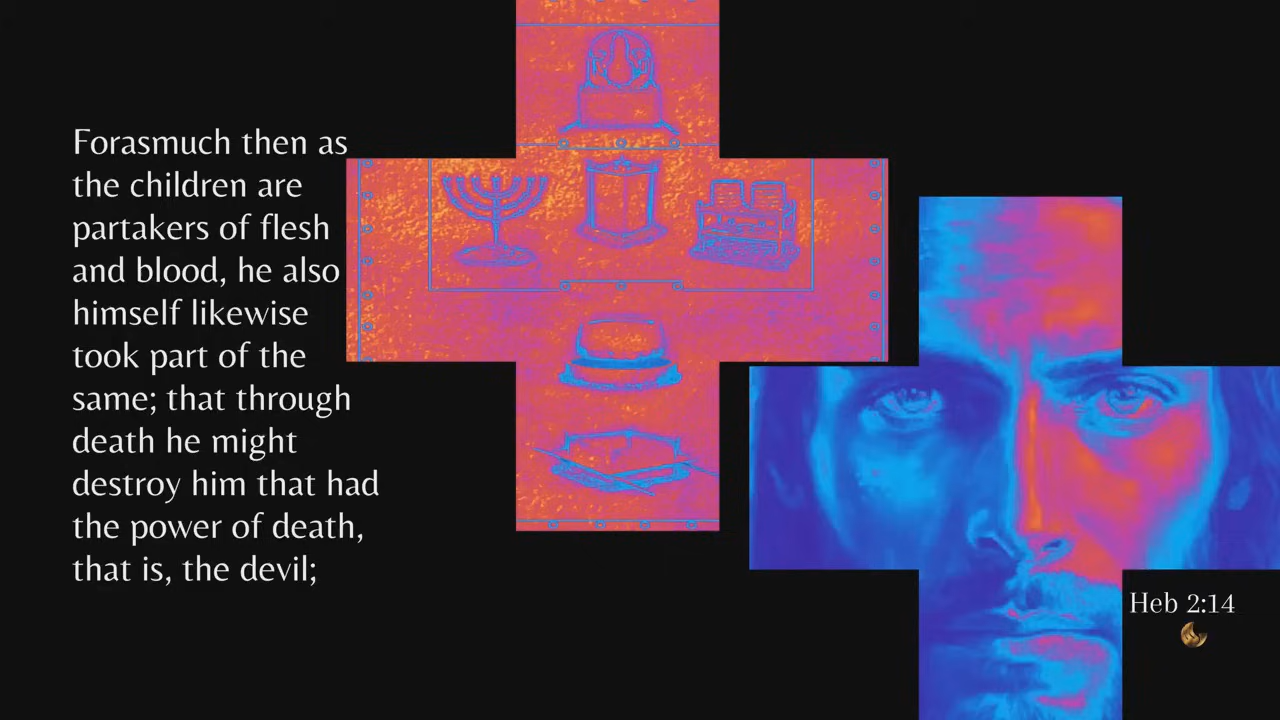 Forasmuch then as
the children are
partakers of flesh
and blood, he also
himself likewise
took part of the
same; that through
death he might
destroy him that had
the power of death,
that is, the devil;
Heb 2:14